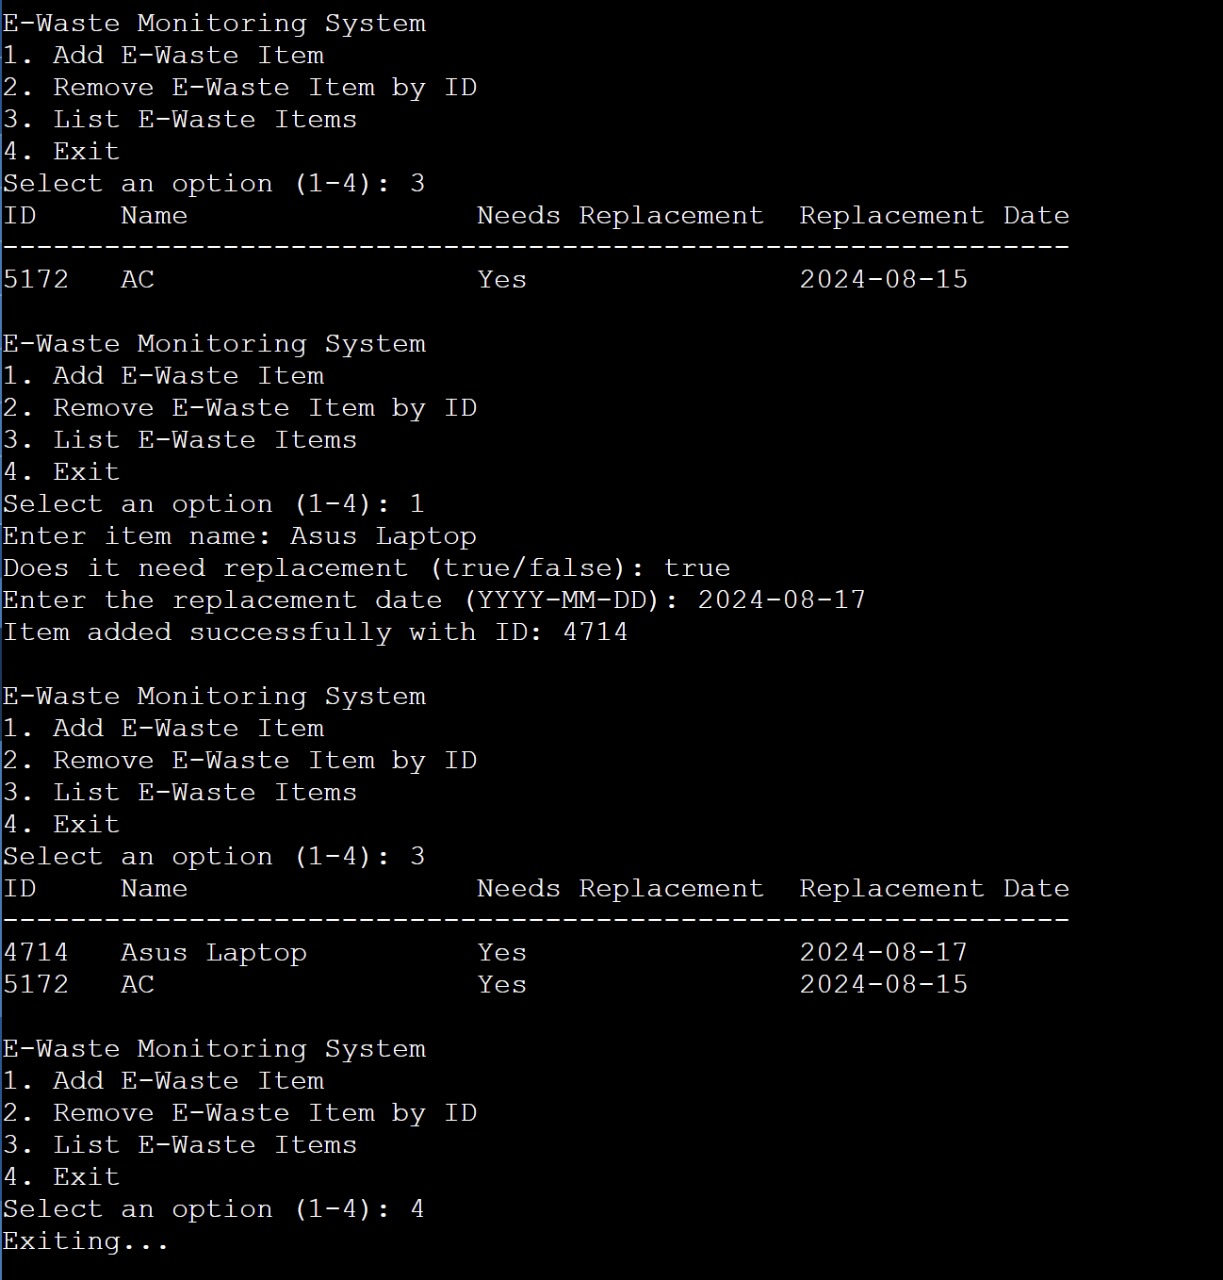 E-Waste Monitoring System
1. Add E-Waste Item
2. Remove E-Waste Item by ID
3. List E-Waste Items
4. Exit
Select an option (1-4): 3
ID     Name                 Needs Replacement  Replacement Date
---------------------------------------------------------------
5172   AC                   Yes                2024-08-15

E-Waste Monitoring System
1. Add E-Waste Item
2. Remove E-Waste Item by ID
3. List E-Waste Items
4. Exit
Select an option (1-4): 1
Enter item name: Asus Laptop
Does it need replacement (true/false): true
Enter the replacement date (YYYY-MM-DD): 2024-08-17
Item added successfully with ID: 4714

E-Waste Monitoring System
1. Add E-Waste Item
2. Remove E-Waste Item by ID
3. List E-Waste Items
4. Exit
Select an option (1-4): 3
ID     Name                 Needs Replacement  Replacement Date
---------------------------------------------------------------
4714   Asus Laptop          Yes                2024-08-17
5172   AC                   Yes                2024-08-15

E-Waste Monitoring System
1. Add E-Waste Item
2. Remove E-Waste Item by ID
3. List E-Waste Items
4. Exit
Select an option (1-4): 4
Exiting...